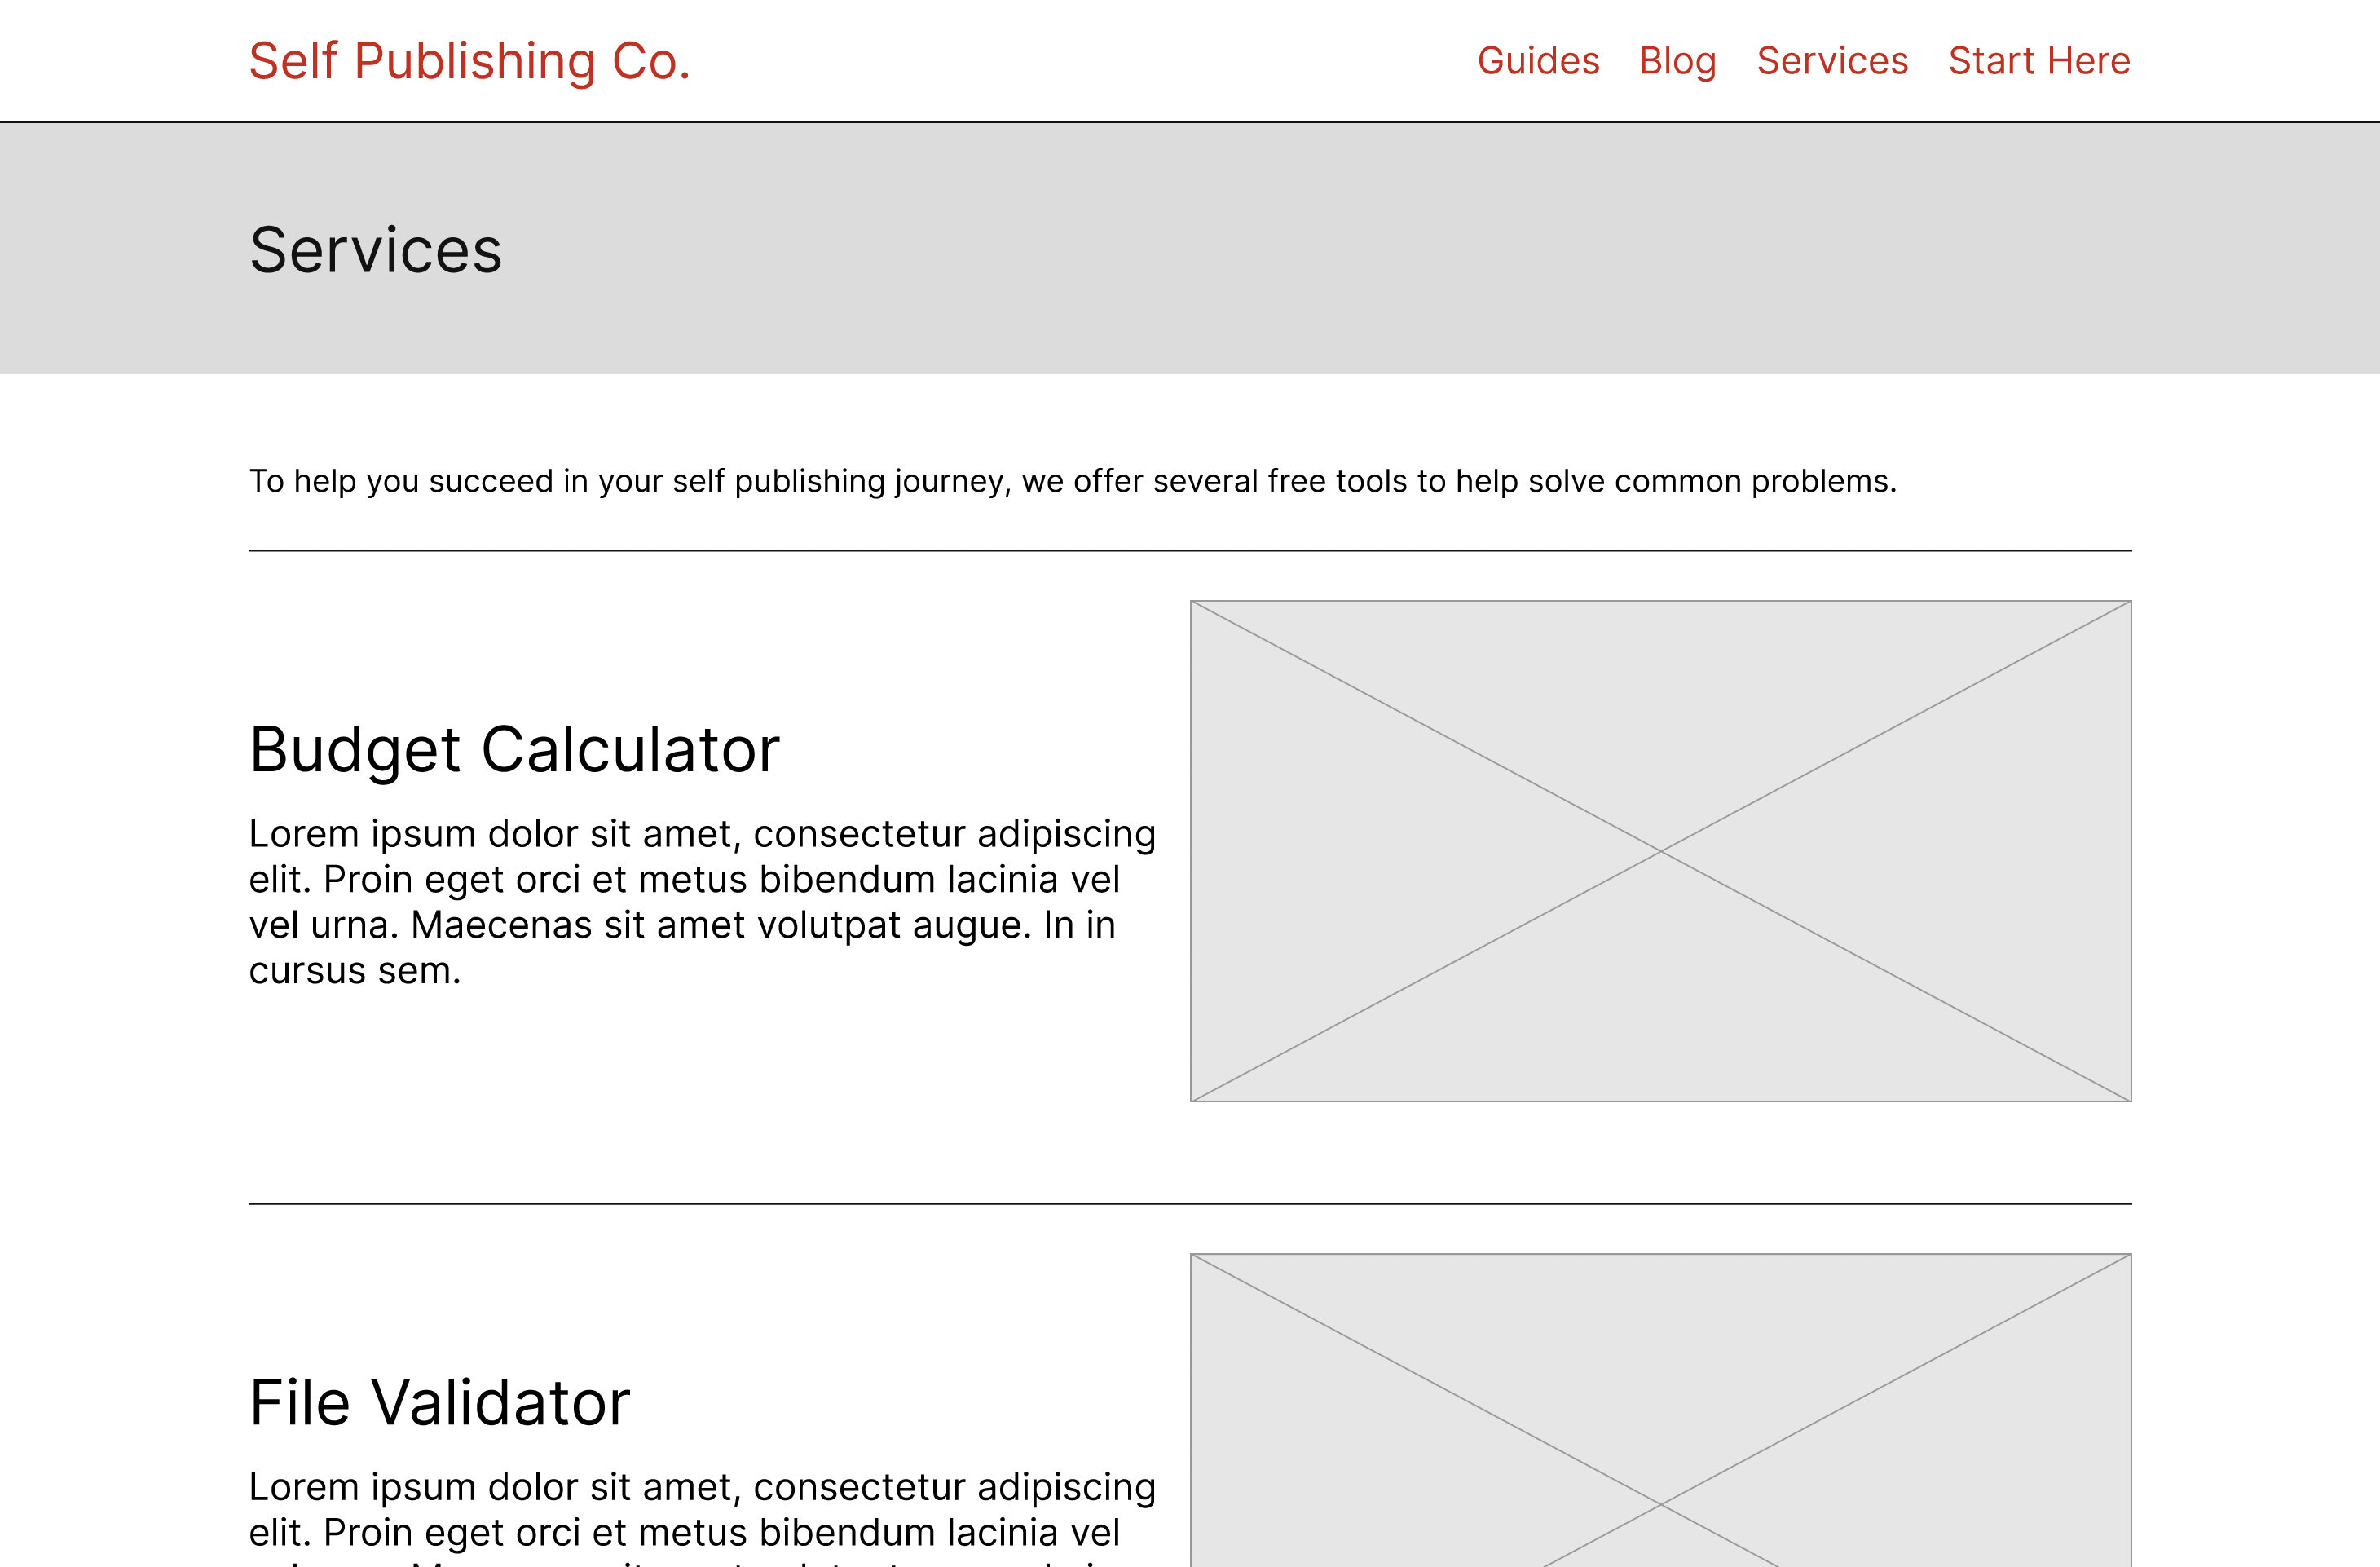 Self Publishing Co.
Guides Blog Services Start Here
Services
To help you succeed in your self publishing journey, we offer several free tools to help solve common problems.
Budget Calculator
Lorem ipsum dolor sit amet, consectetur adipiscing
elit. Proin eget orci et metus bibendum lacinia vel
vel urna. Maecenas sit amet volutpat augue. In in
cursus sem.
File Validator
Lorem ipsum dolor sit amet, consectetur adipiscing
elit. Proin eget orci et metus bibendum lacinia vel